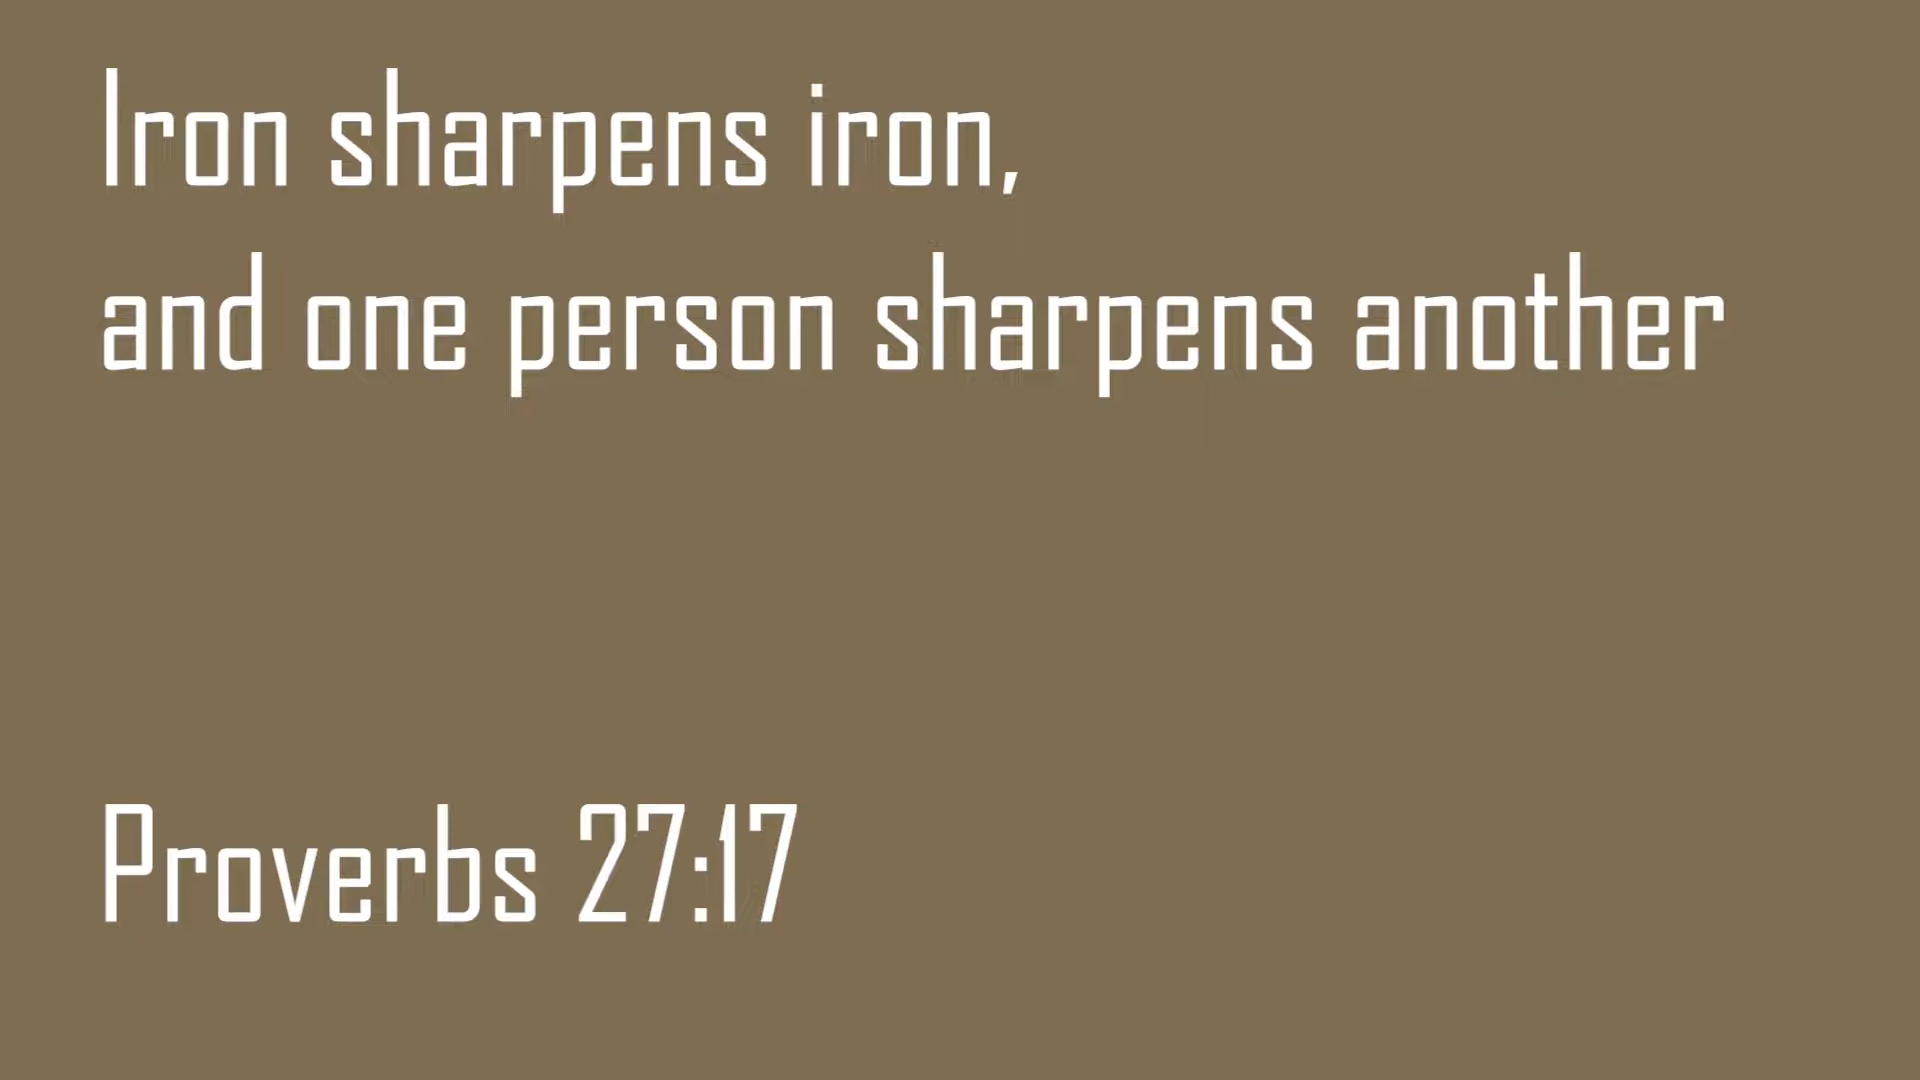 Iron sharpens iron,
and one person sharpens another
Proverbs 27:17